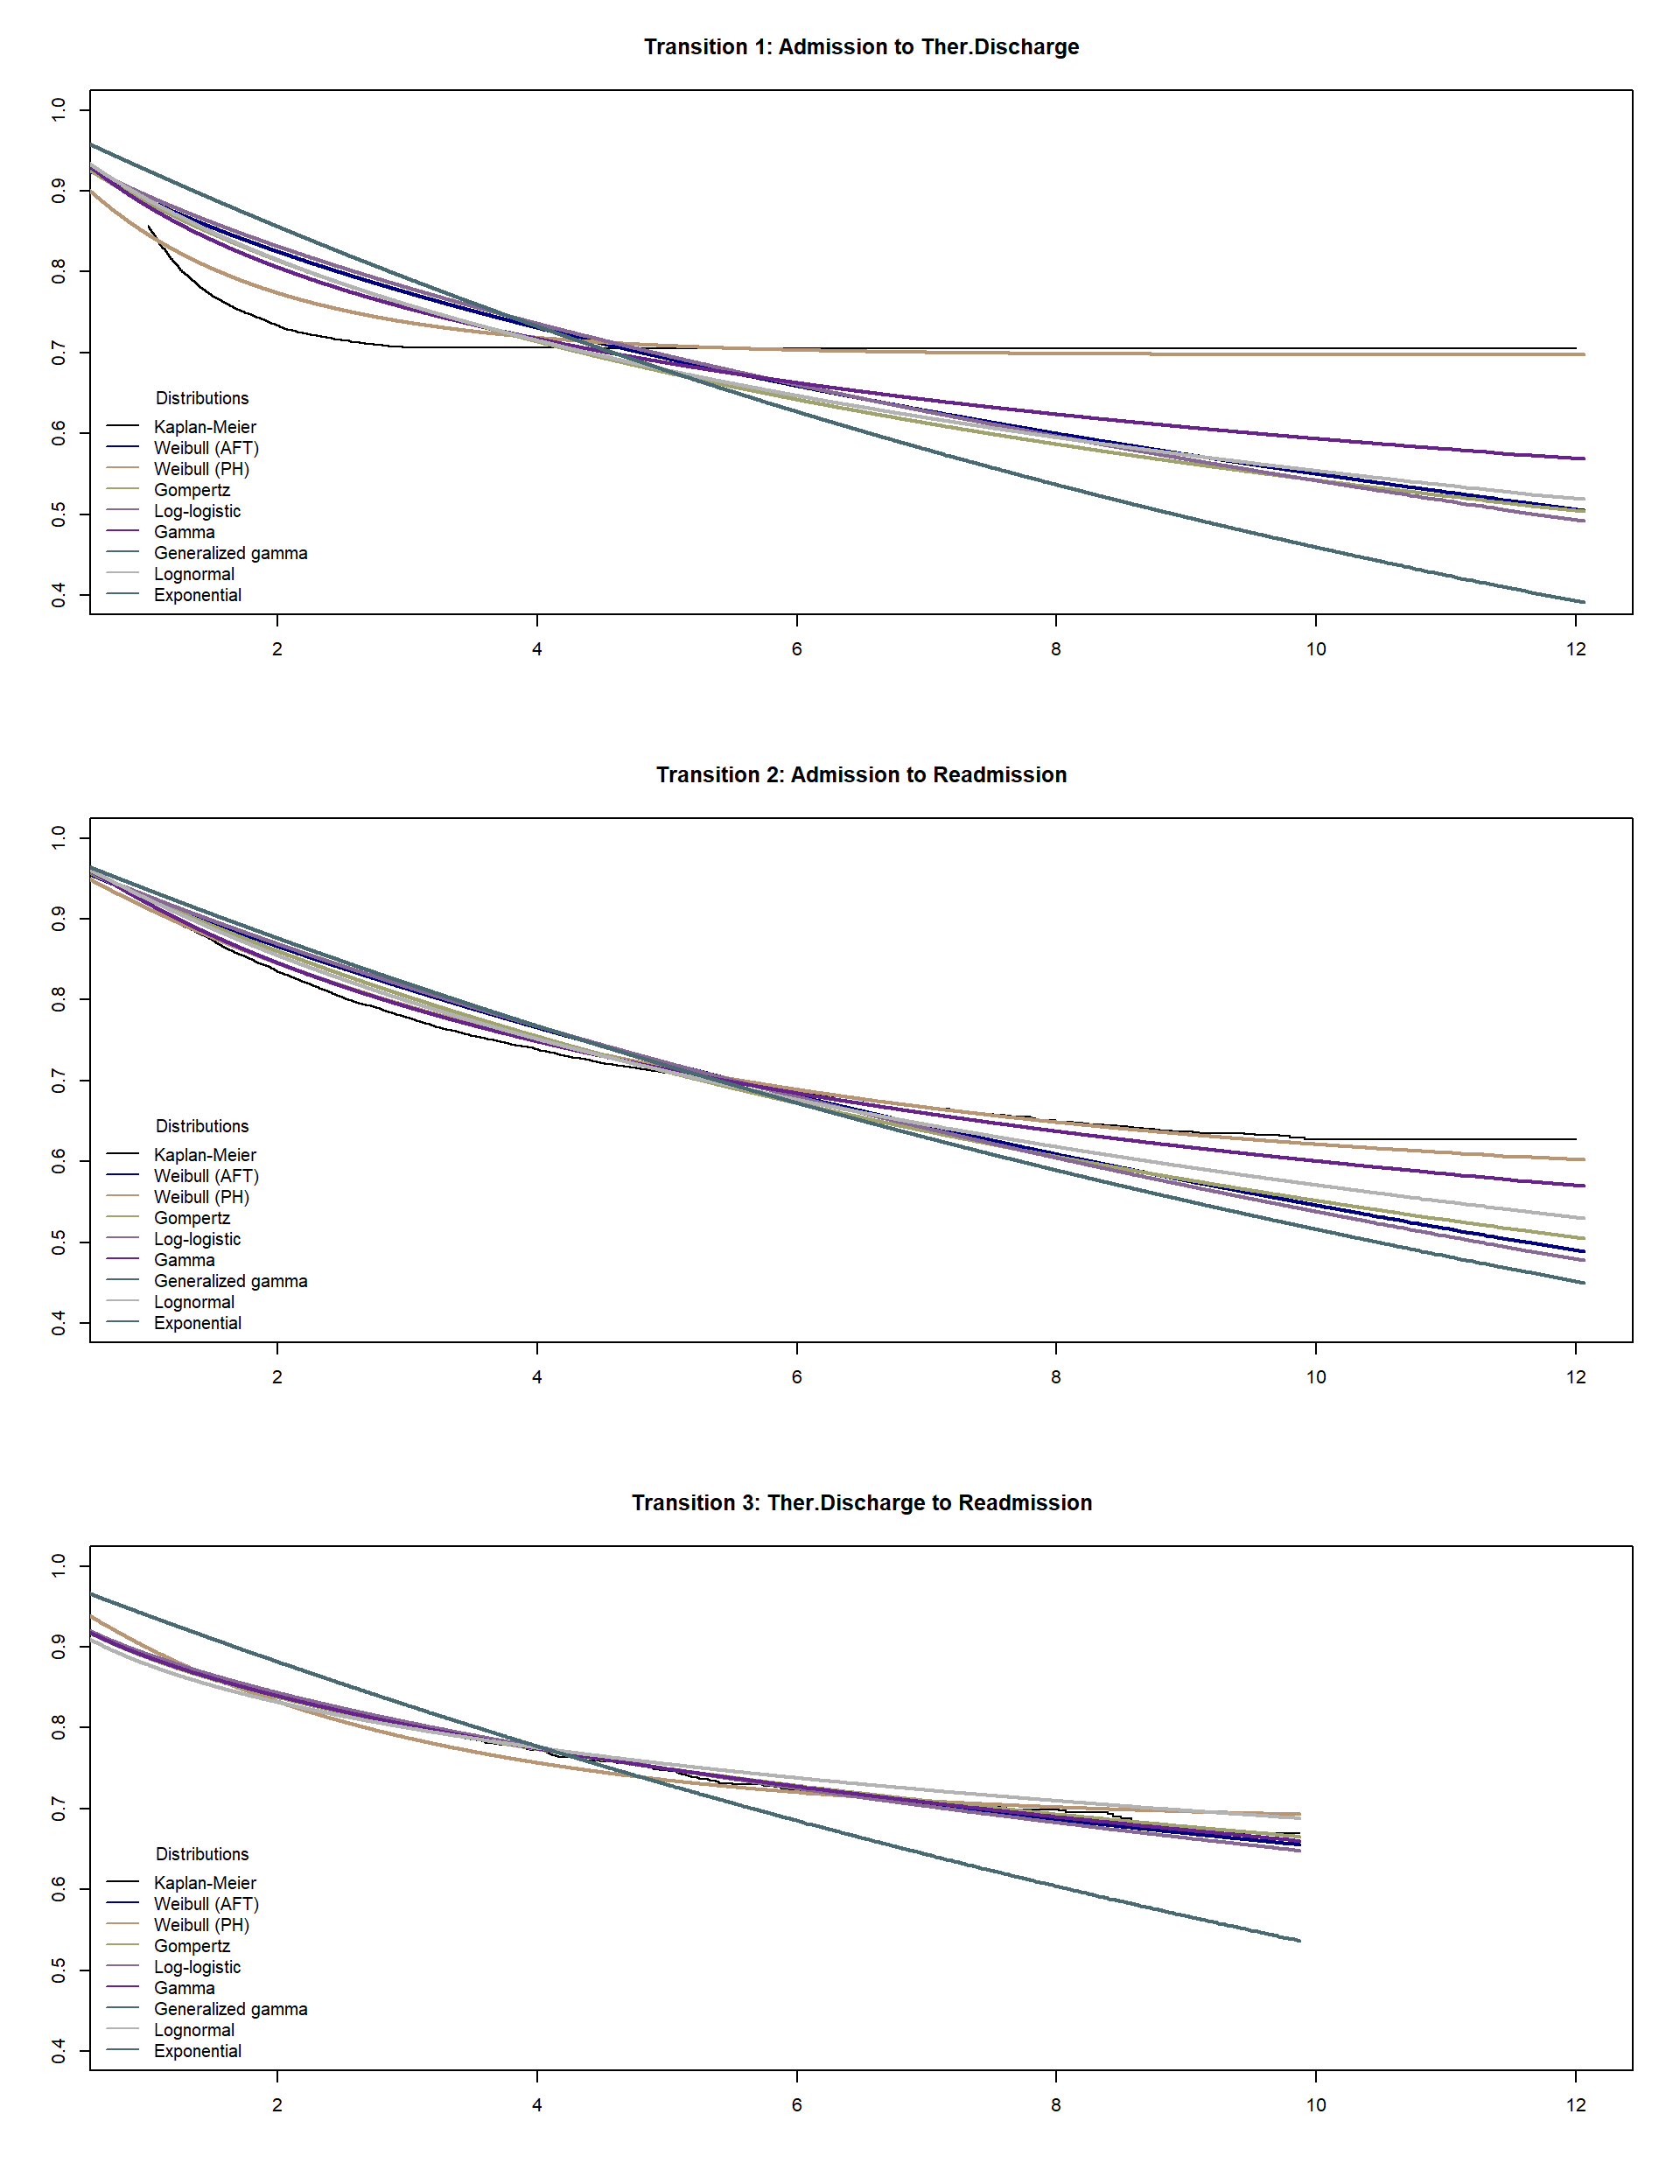 Transition 1: Admission to Ther.Discharge
1.0
0.9
0.8
0.7
0.6
0.5
0.4
Distributions
Kaplan-Meier
Weibull (AFT)
Weibull (PH)
Gompertz
Log-logistic
Gamma
Generalized gamma
Lognormal
Exponential
2 4 6 8 10 12
Transition 2: Admission to Readmission
1.0
0.9
0.8
0.7
0.6
0.5
0.4
Distributions
Kaplan-Meier
Weibull (AFT)
Weibull (PH)
Gompertz
Log-logistic
Gamma
Generalized gamma
Lognormal
Exponential
2 4 6 8 10 12
Transition 3: Ther.Discharge to Readmission
1.0
0.9
0.8
0.7
0.6
0.5
0.4
Distributions
Kaplan-Meier
Weibull (AFT)
Weibull (PH)
Gompertz
Log-logistic
Gamma
Generalized gamma
Lognormal
Exponential
2 4 6 8 10 12